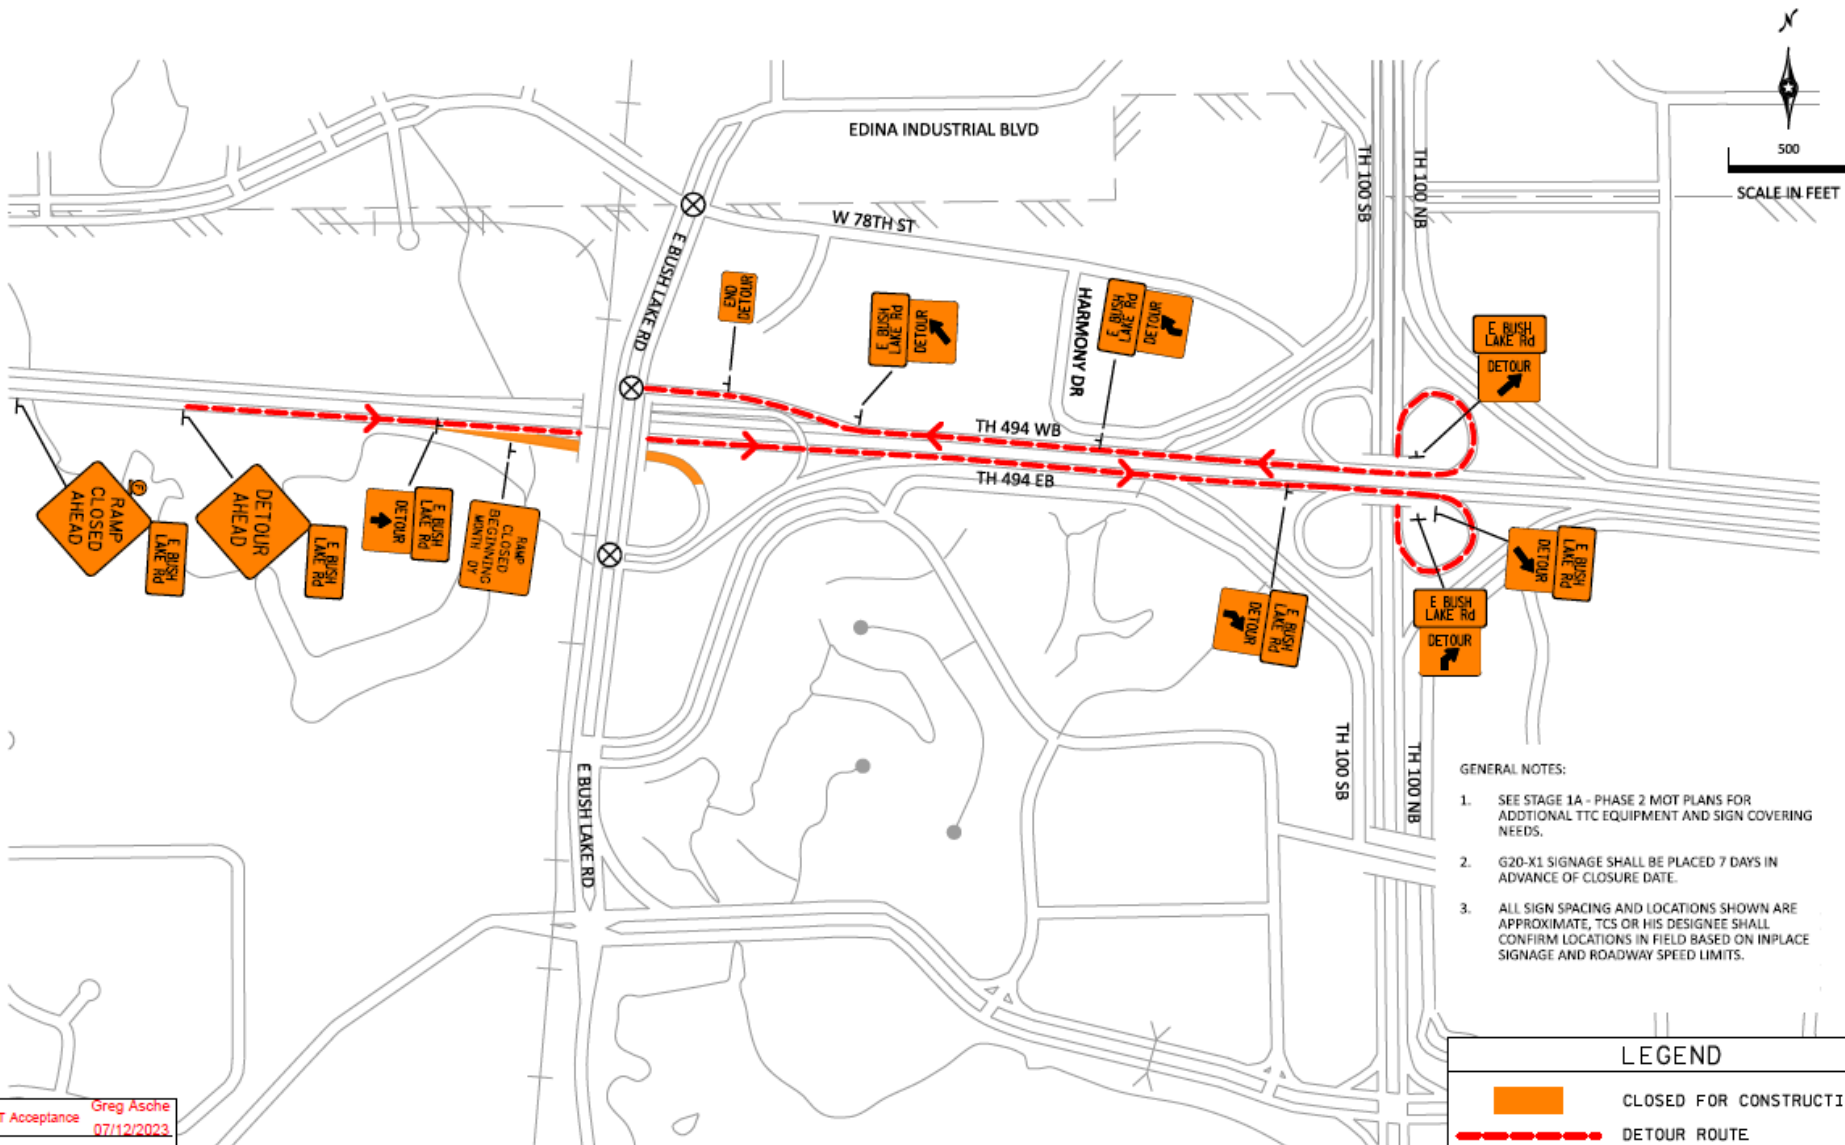 N
500
SCALE IN FEET
EDINA INDUSTRIAL BLVD
TH 100 SB
TH 100 NB
W 78TH ST
E BUSH LAKE RD
END
DETOUR
E BUSH
LAKE Rd
DETOUR
HARMONY DR
E BUSH
LAKE Rd
DETOUR
E BUSH
LAKE Rd
DETOUR
TH 494 WB
TH 494 EB
RAMP
CLOSED
AHEAD
E BUSH
LAKE Rd
DETOUR
AHEAD
E BUSH
LAKE Rd
E BUSH
LAKE Rd
DETOUR
RAMP
CLOSED
BEGINNING
MONTH DY
E BUSH
LAKE Rd
DETOUR
E BUSH
LAKE Rd
DETOUR
E BUSH
LAKE Rd
DETOUR
E BUSH LAKE RD
TH 100 SB
TH 100 NB
GENERAL NOTES:
1. SEE STAGE 1A - PHASE 2 MOT PLANS FOR
ADDTIONAL TTC EQUIPMENT AND SIGN COVERING
NEEDS.
2. G20-X1 SIGNAGE SHALL BE PLACED 7 DAYS IN
ADVANCE OF CLOSURE DATE.
3. ALL SIGN SPACING AND LOCATIONS SHOWN ARE
APPROXIMATE, TCS OR HIS DESIGNEE SHALL
CONFIRM LOCATIONS IN FIELD BASED ON INPLACE
SIGNAGE AND ROADWAY SPEED LIMITS.
LEGEND
CLOSED FOR CONSTRUCTI
DETOUR ROUTE
T Acceptance
Greg Asche
07/12/2023